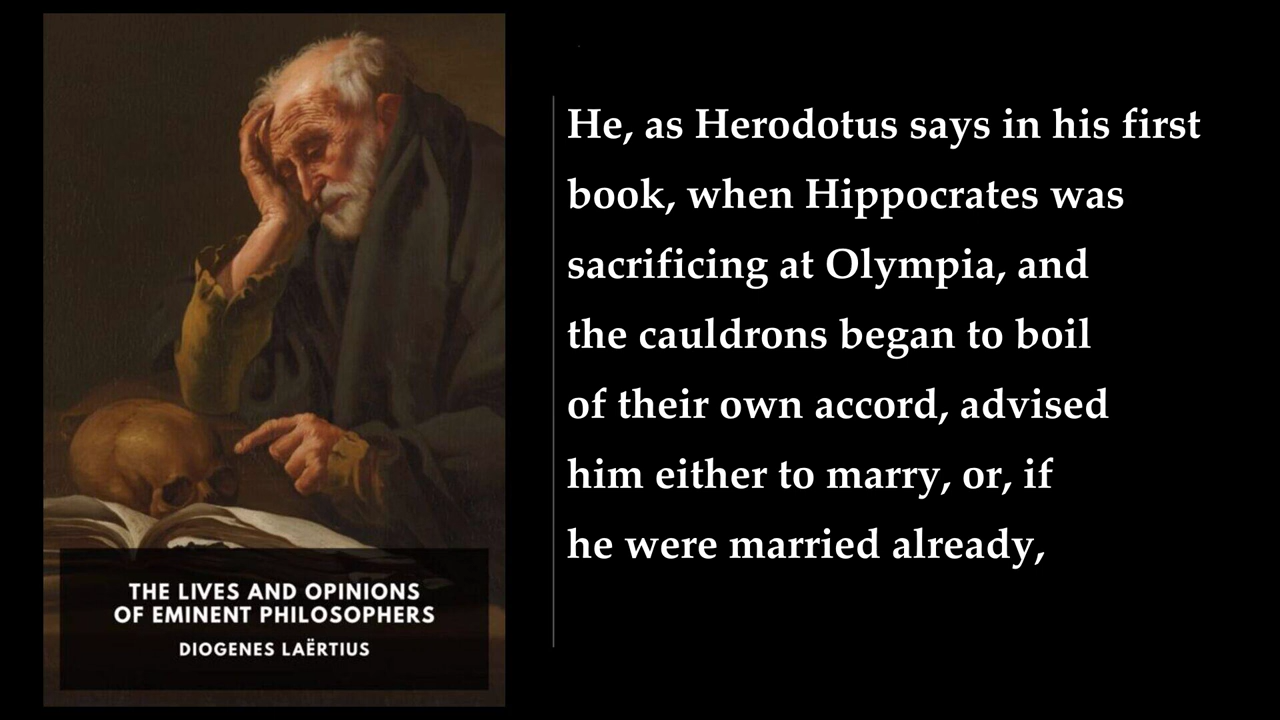 THE LIVES AND OPINIONS
OF EMINENT PHILOSOPHERS
DIOGENES LAËRTIUS
He, as Herodotus says in his first
book, when Hippocrates was
sacrificing at Olympia, and
the cauldrons began to boil
of their own accord, advised
him either to marry, or, if
he were married already,